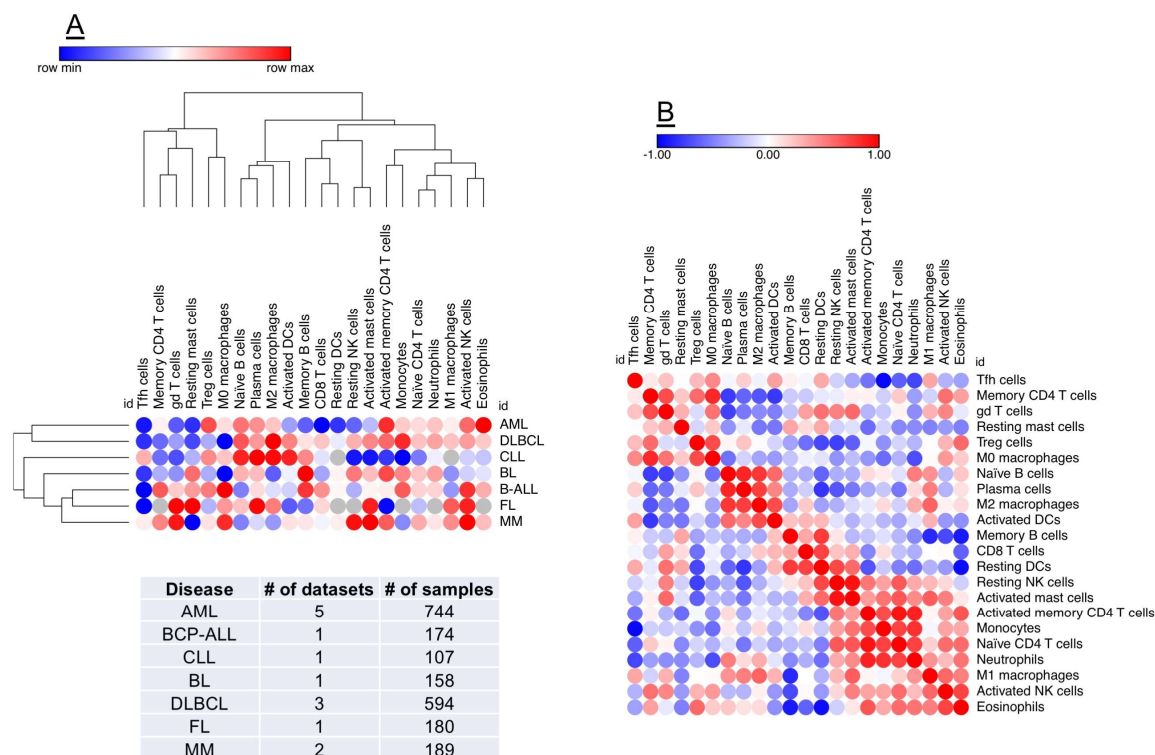 A
row min row max
Tfh cells
Memory CD4 T cells
gd T cells
Resting mast cells
Treg cells
M0 macrophages
Naïve B cells
Plasma cells
M2 macrophages
Activated DCs
Memory B cells
CD8 T cells
Resting DCs
Resting NK cells
Activated mast cells
Activated memory CD4 T cells
Monocytes
Naïve CD4 T cells
Neutrophils
M1 macrophages
Activated NK cells
Eosinophils
id id
AML
DLBCL
CLL
BL
B-ALL
FL
MM
Disease # of datasets # of samples
AML 5 744
BCP-ALL 1 174
CLL 1 107
BL 1 158
DLBCL 3 594
FL 1 180
MM 2 189
B
-1.00 0.00 1.00
Tfh cells
Memory CD4 T cells
gd T cells
Resting mast cells
Treg cells
M0 macrophages
Naïve B cells
Plasma cells
M2 macrophages
Activated DCs
Memory B cells
CD8 T cells
Resting DCs
Resting NK cells
Activated mast cells
Activated memory CD4 T cells
Monocytes
Naïve CD4 T cells
Neutrophils
M1 macrophages
Activated NK cells
Eosinophils
id id
Tfh cells
Memory CD4 T cells
gd T cells
Resting mast cells
Treg cells
M0 macrophages
Naïve B cells
Plasma cells
M2 macrophages
Activated DCs
Memory B cells
CD8 T cells
Resting DCs
Resting NK cells
Activated mast cells
Activated memory CD4 T cells
Monocytes
Naïve CD4 T cells
Neutrophils
M1 macrophages
Activated NK cells
Eosinophils